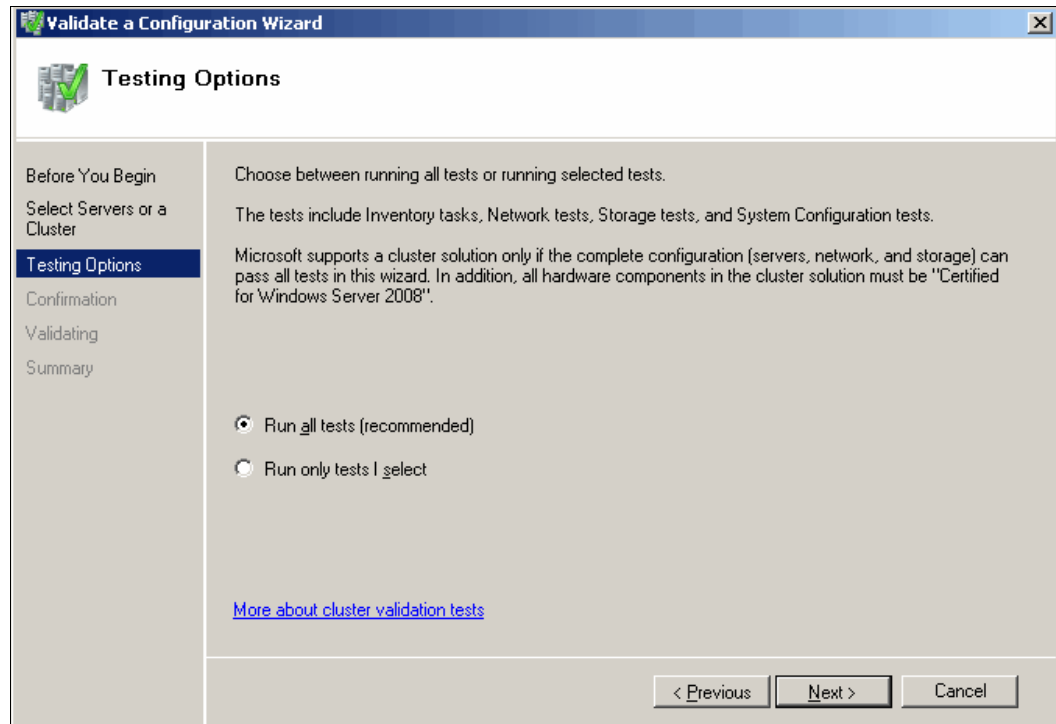 Validate a Configuration Wizard
Testing Options
Before You Begin
Select Servers or a
Cluster
Testing Options
Confirmation
Validating
Summary
Choose between running all tests or running selected tests.
The tests include Inventory tasks, Network tests, Storage tests, and System Configuration tests.
Microsoft supports a cluster solution only if the complete configuration (servers, network, and storage) can
pass all tests in this wizard. In addition, all hardware components in the cluster solution must be "Certified
for Windows Server 2008".
Run all tests (recommended)
Run only tests I select
More about cluster validation tests
< Previous
Next >
Cancel